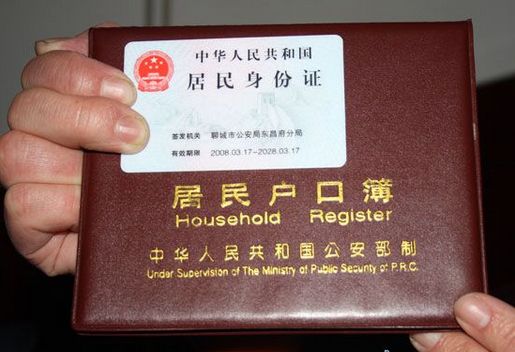 中华人民共和国
居民身份证
签发机关 聊城市公安局东昌府分局
有效期限 2008.03.17-2028.03.17
居民户口簿
Household Register
中华人民共和国公安部制
Under Supervision of The Ministry of Public Security of P.R.C.